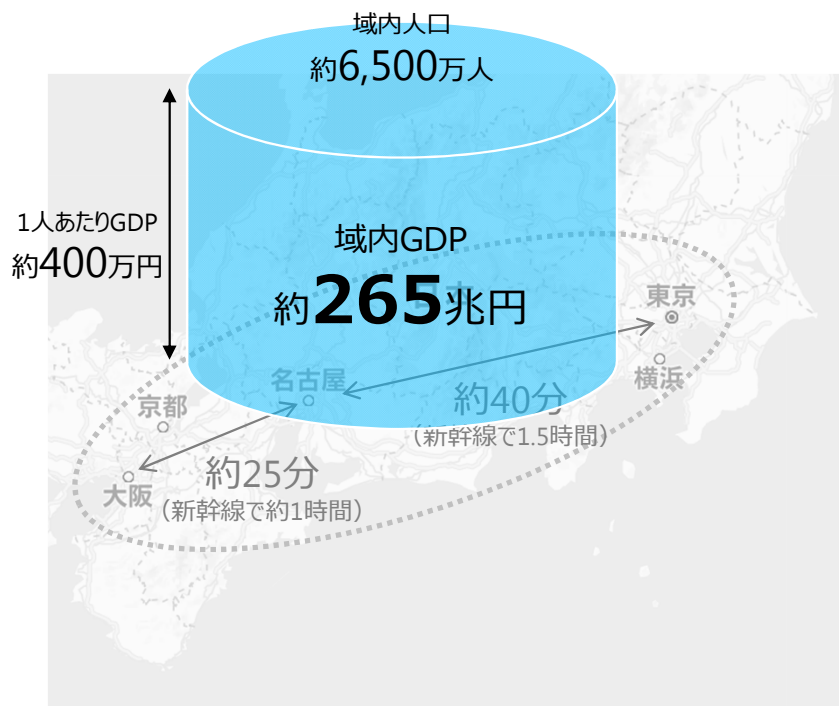 域内人口
約6,500万人
1人あたりGDP
約400万円
域内GDP
約265兆円
東京
横浜
名古屋
約40分
（新幹線で1.5時間）
京都
約25分
（新幹線で約1時間）
大阪